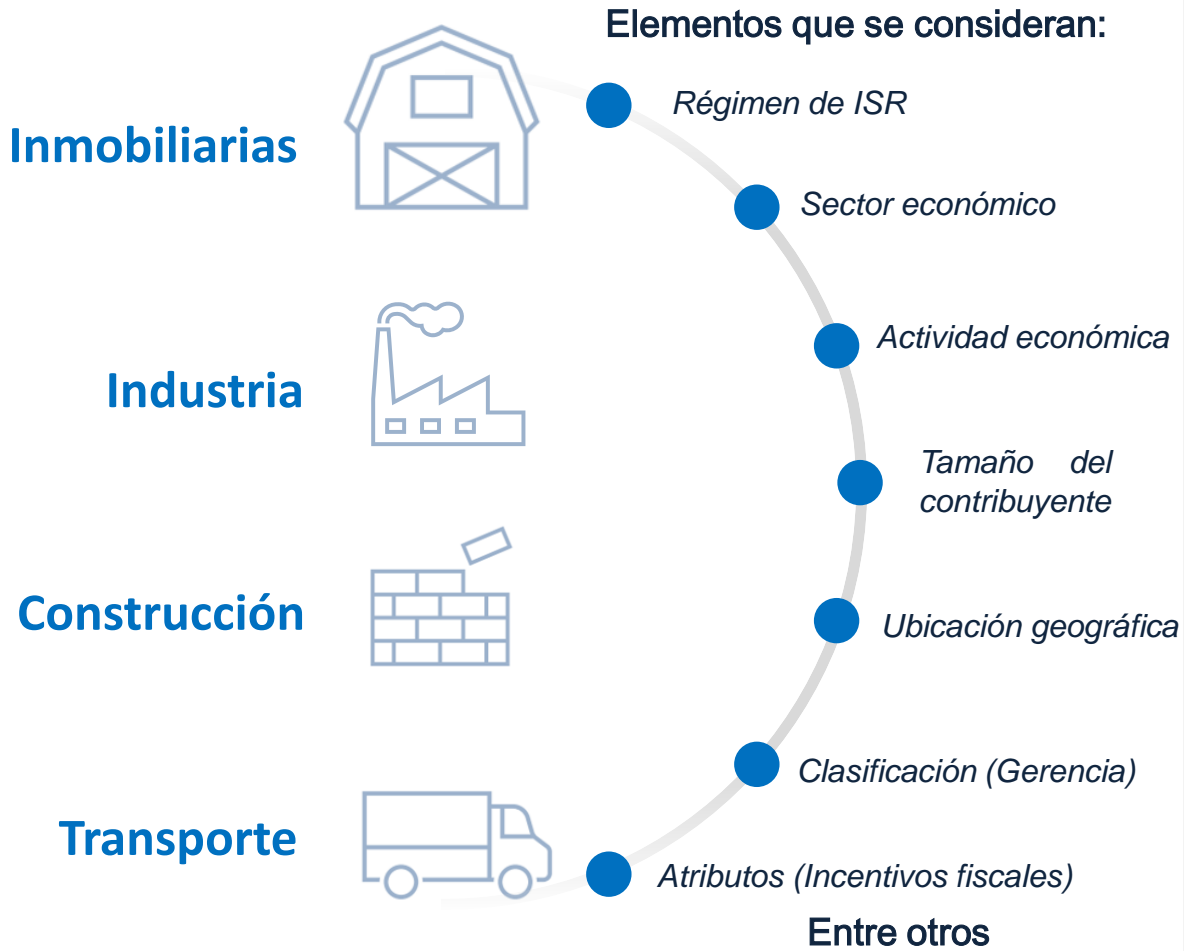 Elementos que se consideran:
Inmobiliarias
Régimen de ISR
Sector económico
Actividad económica
Industria
Tamaño del
contribuyente
Construcción
Ubicación geográfica
Clasificación (Gerencia)
Transporte
Atributos (Incentivos fiscales)
Entre otros